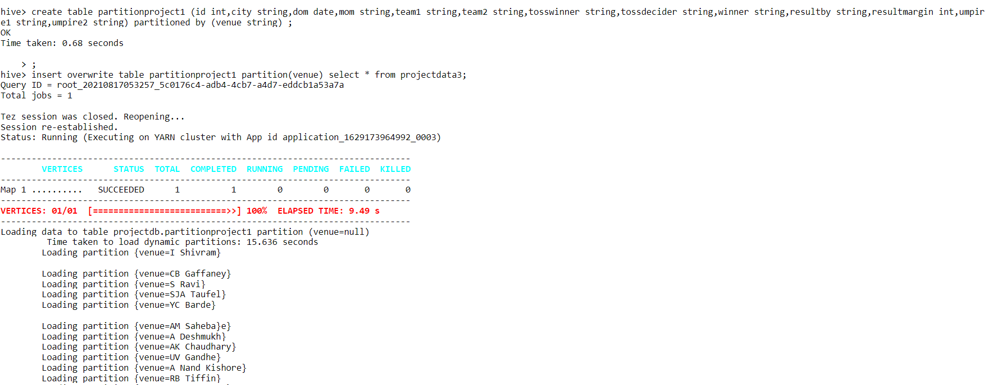 hive> create table partitionproject1 (id int,city string,dom date,mom string,team1 string,team2 string,tosswinner string,tossdecider string,winner string,resultby string,resultmargin int,umpir
e1 string,umpire2 string) partitioned by (venue string) ;
OK
Time taken: 0.68 seconds
    > ;
hive> insert overwrite table partitionproject1 partition(venue) select * from projectdata3;
Query ID = root_20210817053257_5c0176c4-adb4-4cb7-a4d7-eddcb1a53a7a
Total jobs = 1
Tez session was closed. Reopening...
Session re-established.
Status: Running (Executing on YARN cluster with App id application_1629173964992_0003)
--------------------------------------------------------------------------------
        VERTICES      STATUS  TOTAL  COMPLETED  RUNNING  PENDING  FAILED  KILLED
--------------------------------------------------------------------------------
Map 1 ..........   SUCCEEDED      1          1        0        0       0       0
--------------------------------------------------------------------------------
VERTICES: 01/01  [==========================>>] 100%  ELAPSED TIME: 9.49 s
--------------------------------------------------------------------------------
Loading data to table projectdb.partitionproject1 partition (venue=null)
         Time taken to load dynamic partitions: 15.636 seconds
        Loading partition {venue=I Shivram}
        Loading partition {venue=CB Gaffaney}
        Loading partition {venue=S Ravi}
        Loading partition {venue=SJA Taufel}
        Loading partition {venue=YC Barde}
        Loading partition {venue=AM Saheba}e}
        Loading partition {venue=A Deshmukh}
        Loading partition {venue=AK Chaudhary}
        Loading partition {venue=UV Gandhe}
        Loading partition {venue=A Nand Kishore}
        Loading partition {venue=RB Tiffin}